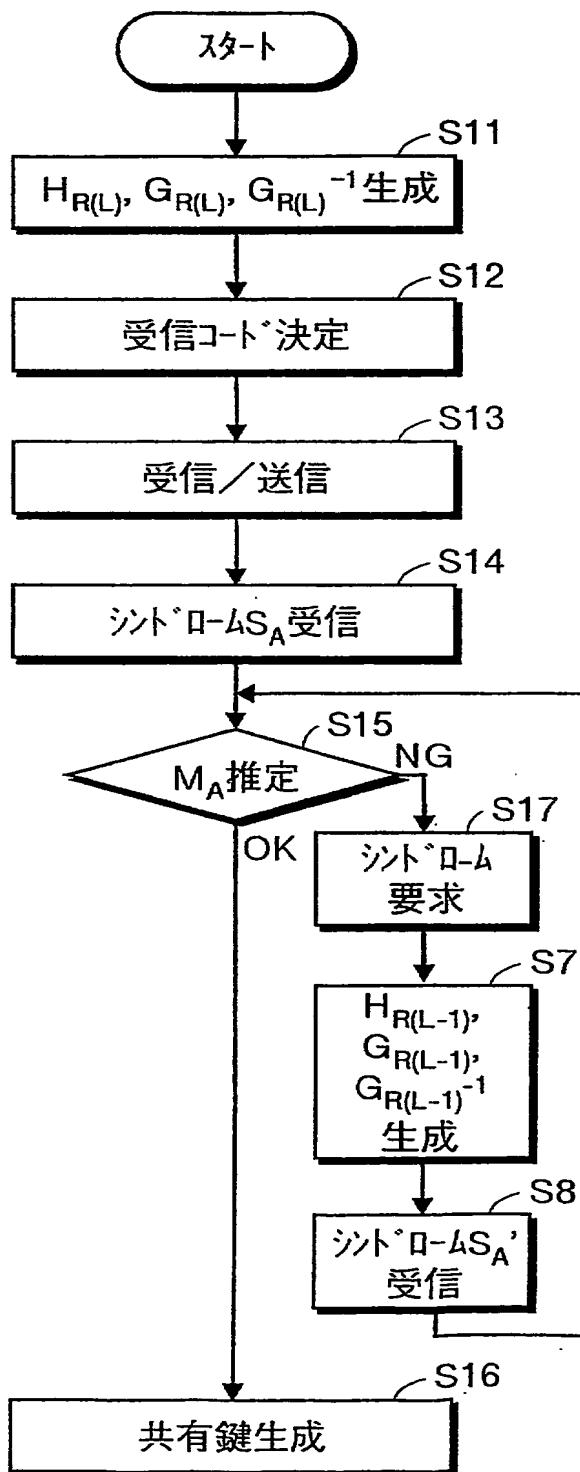 スタート
S11
H_R(L), G_R(L), G_R(L)^-1 生成
S12
受信コード決定
S13
受信／送信
S14
シンドロームS_A受信
S15
M_A推定
NG
OK
S17
シンドローム
要求
S7
H_R(L-1),
G_R(L-1),
G_R(L-1)^-1
生成
S8
シンドロームS_A'
受信
S16
共有鍵生成